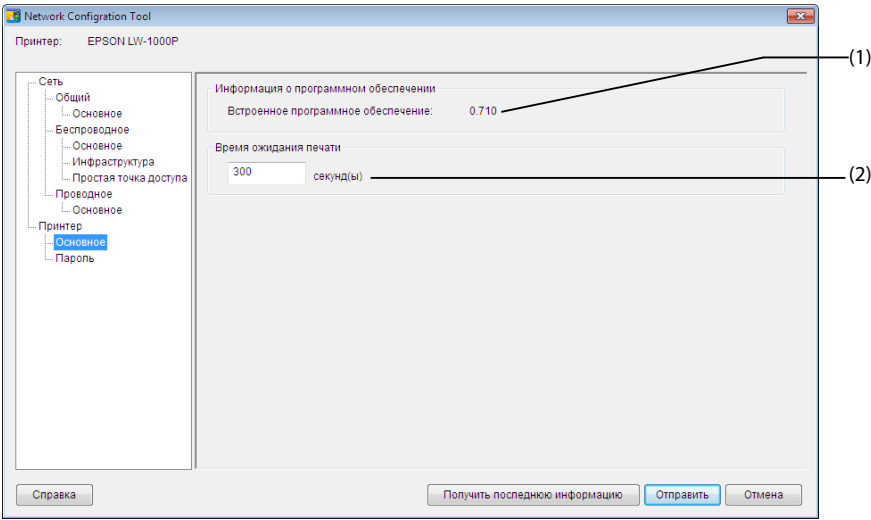 Network Configration Tool
Принтер: EPSON LW-1000P
(1)
Сеть
Общий
Основное
Беспроводное
Основное
Инфраструктура
Простая точка доступа
Проводное
Основное
Принтер
Основное
Пароль
Информация о программном обеспечении
Встроенное программное обеспечение: 0.710
Время ожидания печати
300 секунд(ы)
(2)
Справка
Получить последнюю информацию
Отправить
Отмена